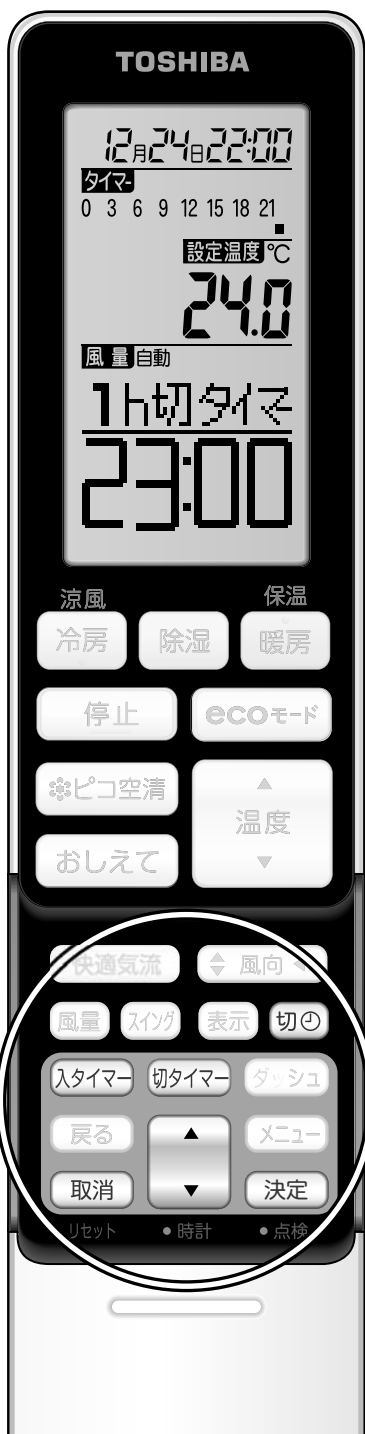 TOSHIBA
12月24日22:00
タイマー
0 3 6 9 12 15 18 21
設定温度 ℃
24.0
風量 自動
1h切タイマ
23:00
涼風 保温
冷房 除湿 暖房
停止 ecoモード
ピコ空清
▲ 温度 ▼
おしえて
快適気流 風向
風量 スイング 表示 切
入タイマー 切タイマー ダッシュ
戻る ▲ メニュー
取消 ▼ 決定
リセット •時計 •点検